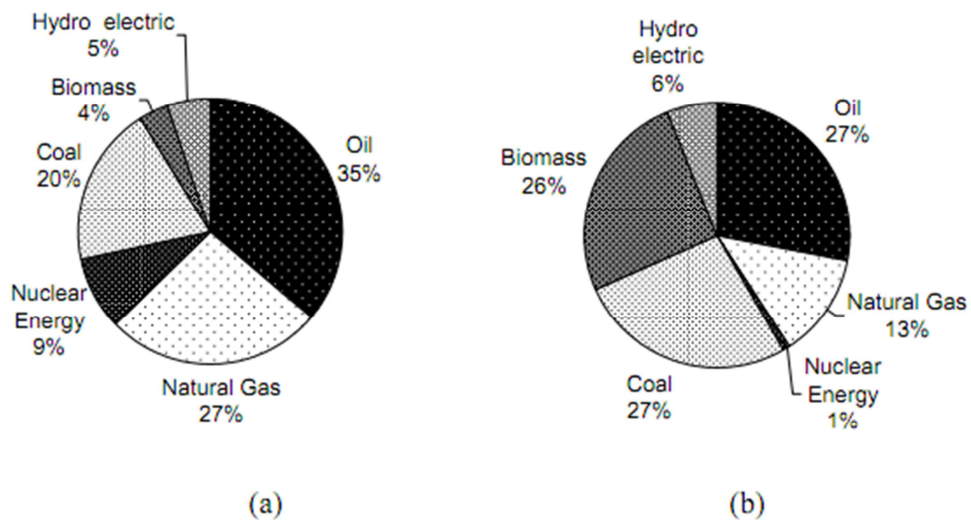 Hydro electric
5%
Biomass
4%
Coal
20%
Oil
35%
Nuclear
Energy
9%
Natural Gas
27%
(a)
Hydro
electric
6%
Oil
27%
Biomass
26%
Natural Gas
13%
Nuclear
Energy
1%
Coal
27%
(b)